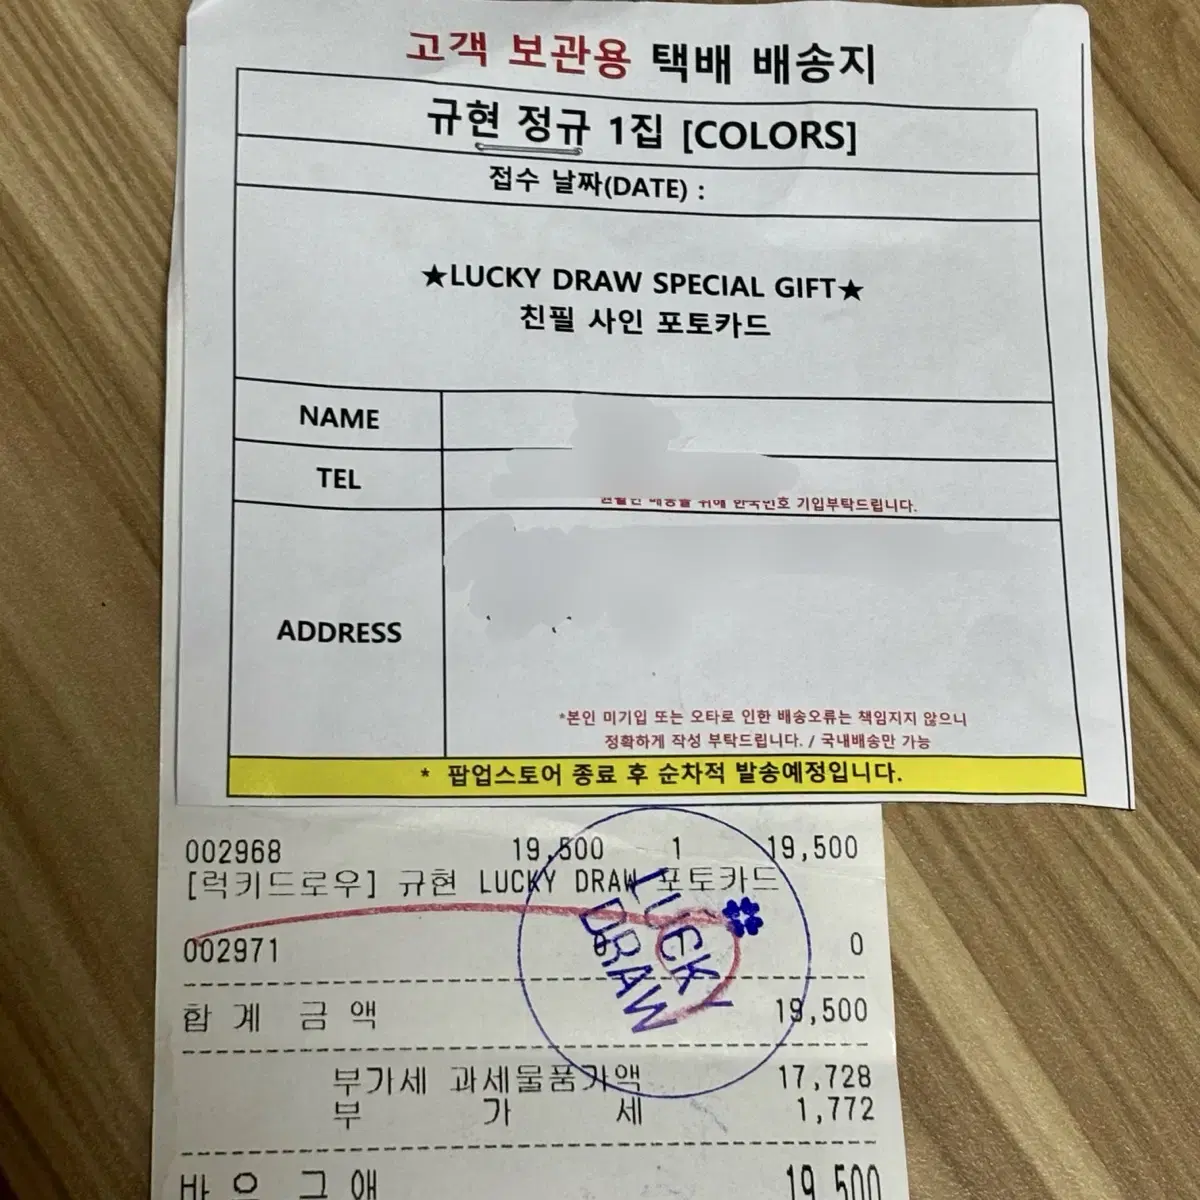 고객 보관용 택배 배송지
규현 정규 1집 [COLORS]
접수 날짜(DATE) :
★LUCKY DRAW SPECIAL GIFT★
친필 사인 포토카드
NAME
TEL
원활한 배송을 위해 한국번호 기입부탁드립니다.
ADDRESS
*본인 미기입 또는 오타로 인한 배송오류는 책임지지 않으니
정확하게 작성 부탁드립니다. / 국내배송만 가능
* 팝업스토어 종료 후 순차적 발송예정입니다.
002968 19,500 1 19,500
[럭키드로우] 규현 LUCKY DRAW 포토카드
002971 0 0
LUCKY
DRAW
합 계 금 액 19,500
부가세 과세물품가액 17,728
부 가 세 1,772
받 은 금 액 19,500